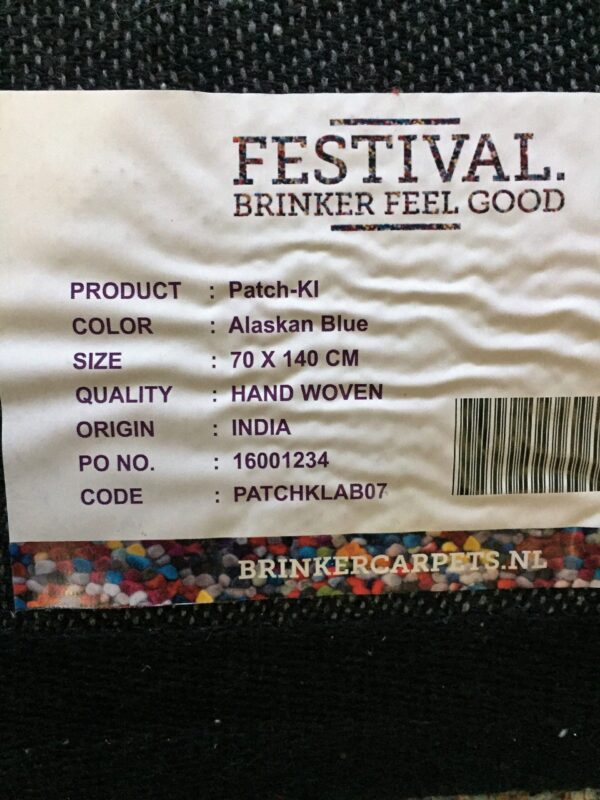 FESTIVAL.
BRINKER FEEL GOOD
PRODUCT : Patch-KI
COLOR : Alaskan Blue
SIZE : 70 X 140 CM
QUALITY : HAND WOVEN
ORIGIN : INDIA
PO NO. : 16001234
CODE : PATCHKLAB07
BRINKERCARPETS.NL